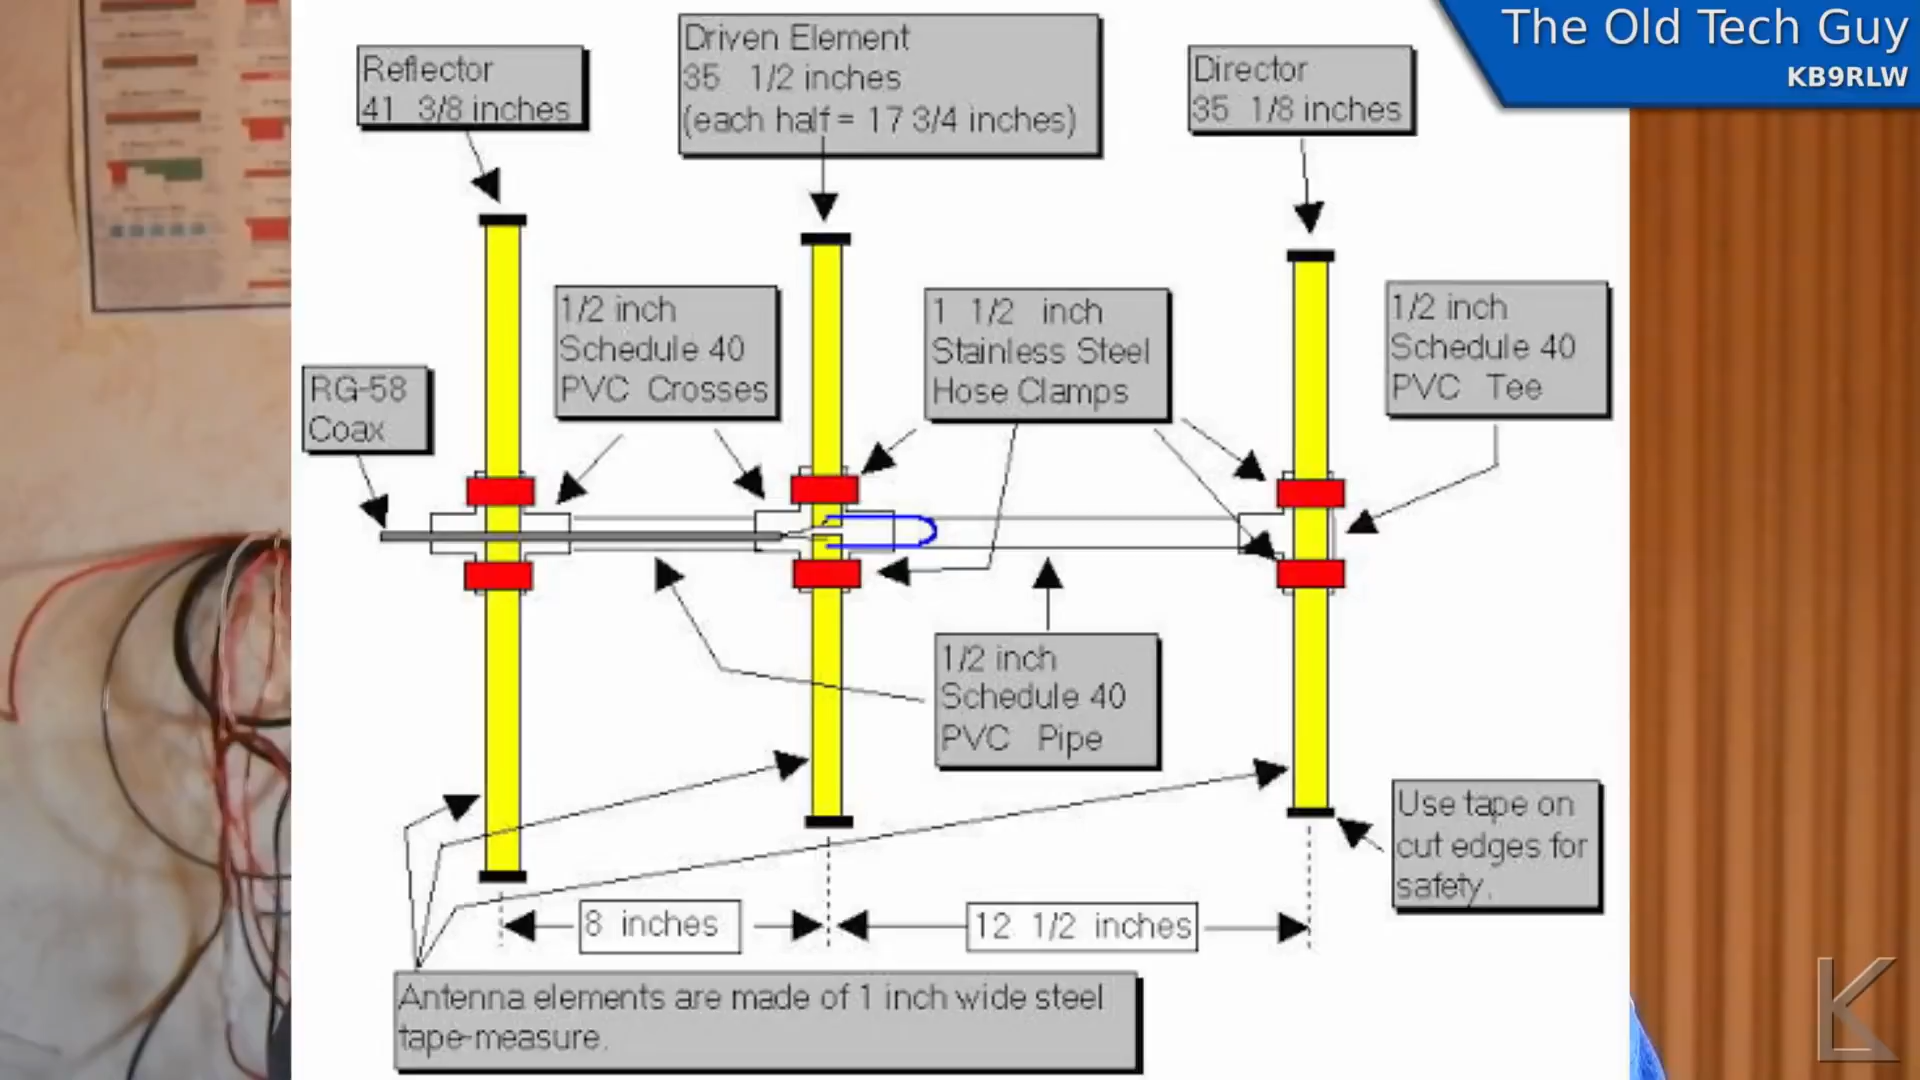 The Old Tech Guy
KB9RLW
Reflector
41 3/8 inches
Driven Element
35 1/2 inches
(each half = 17 3/4 inches)
Director
35 1/8 inches
RG-58
Coax
1/2 inch
Schedule 40
PVC Crosses
1 1/2 inch
Stainless Steel
Hose Clamps
1/2 inch
Schedule 40
PVC Tee
1/2 inch
Schedule 40
PVC Pipe
Use tape on
cut edges for
safety.
8 inches
12 1/2 inches
Antenna elements are made of 1 inch wide steel
tape-measure.
K